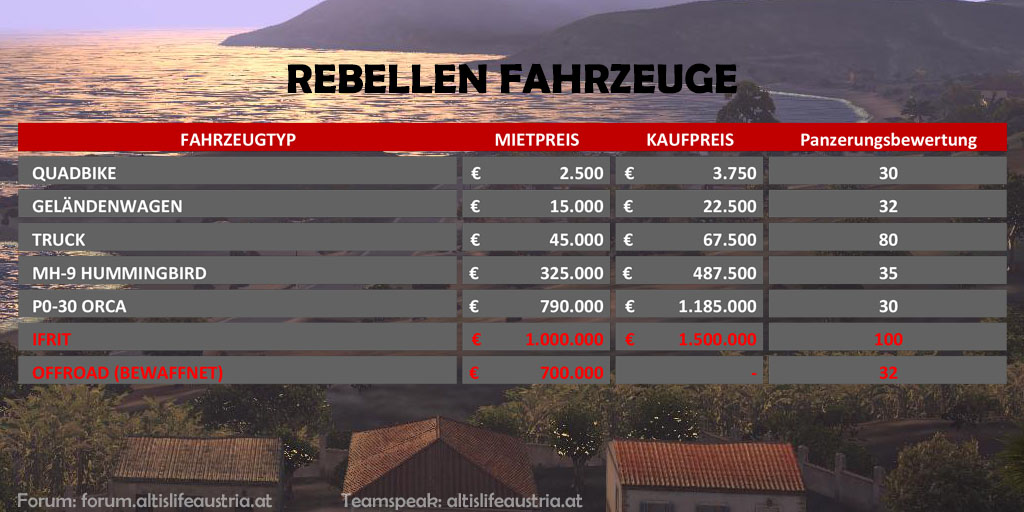 REBELLEN FAHRZEUGE
FAHRZEUGTYP MIETPREIS KAUFPREIS Panzerungsbewertung
QUADBIKE € 2.500 € 3.750 30
GELÄNDENWAGEN € 15.000 € 22.500 32
TRUCK € 45.000 € 67.500 80
MH-9 HUMMINGBIRD € 325.000 € 487.500 35
P0-30 ORCA € 790.000 € 1.185.000 30
IFRIT € 1.000.000 € 1.500.000 100
OFFROAD (BEWAFFNET) € 700.000 - 32
Forum: forum.altislifeaustria.at Teamspeak: altislifeaustria.at